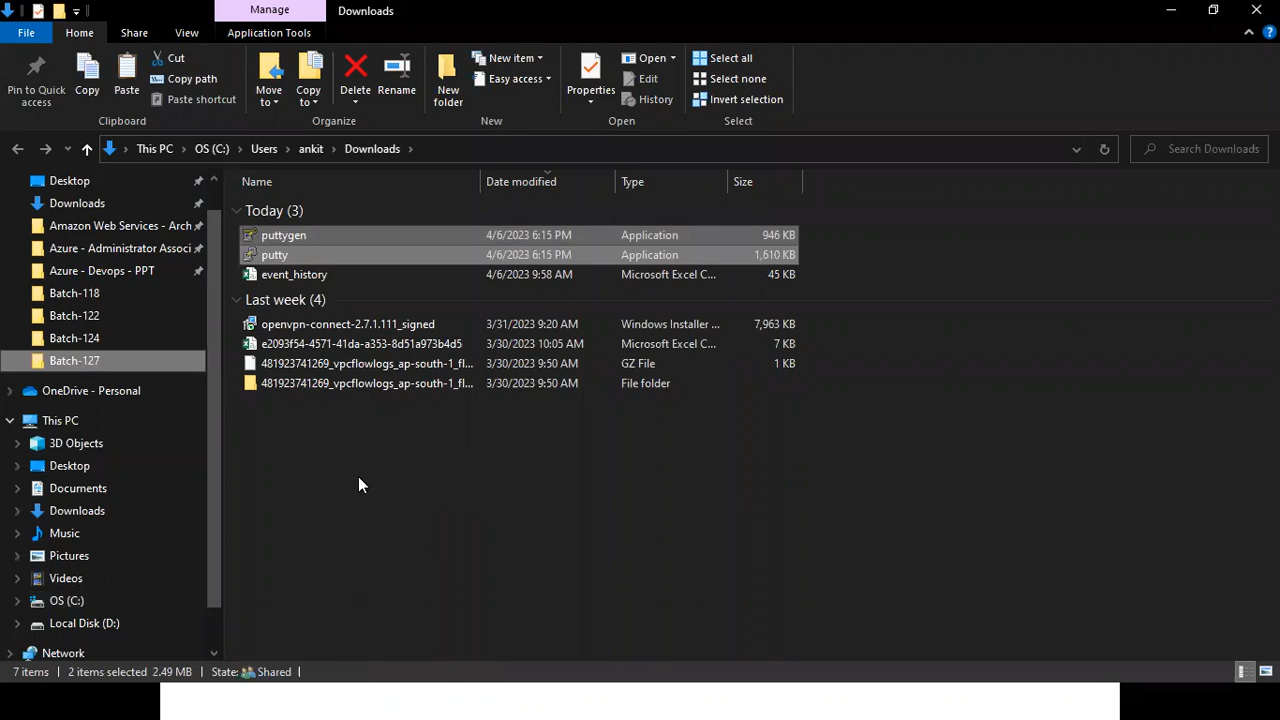 Manage
Downloads
File
Home
Share
View
Application Tools
Pin to Quick access
Copy
Paste
Cut
Copy path
Paste shortcut
Clipboard
Move to
Copy to
Delete
Rename
Organize
New folder
New item
Easy access
New
Properties
Open
Edit
History
Open
Select all
Select none
Invert selection
Select
This PC > OS (C:) > Users > ankit > Downloads >
Search Downloads
Desktop
Downloads
Amazon Web Services - Arch
Azure - Administrator Associ
Azure - Devops - PPT
Batch-118
Batch-122
Batch-124
Batch-127
OneDrive - Personal
This PC
3D Objects
Desktop
Documents
Downloads
Music
Pictures
Videos
OS (C:)
Local Disk (D:)
Network
Name Date modified Type Size
Today (3)
puttygen 4/6/2023 6:15 PM Application 946 KB
putty 4/6/2023 6:15 PM Application 1,610 KB
event_history 4/6/2023 9:58 AM Microsoft Excel C... 45 KB
Last week (4)
openvpn-connect-2.7.1.111_signed 3/31/2023 9:20 AM Windows Installer ... 7,963 KB
e2093f54-4571-41da-a353-8d51a973b4d5 3/30/2023 10:05 AM Microsoft Excel C... 7 KB
481923741269_vpcflowlogs_ap-south-1_fl... 3/30/2023 9:50 AM GZ File 1 KB
481923741269_vpcflowlogs_ap-south-1_fl... 3/30/2023 9:50 AM File folder
7 items 2 items selected 2.49 MB State: Shared